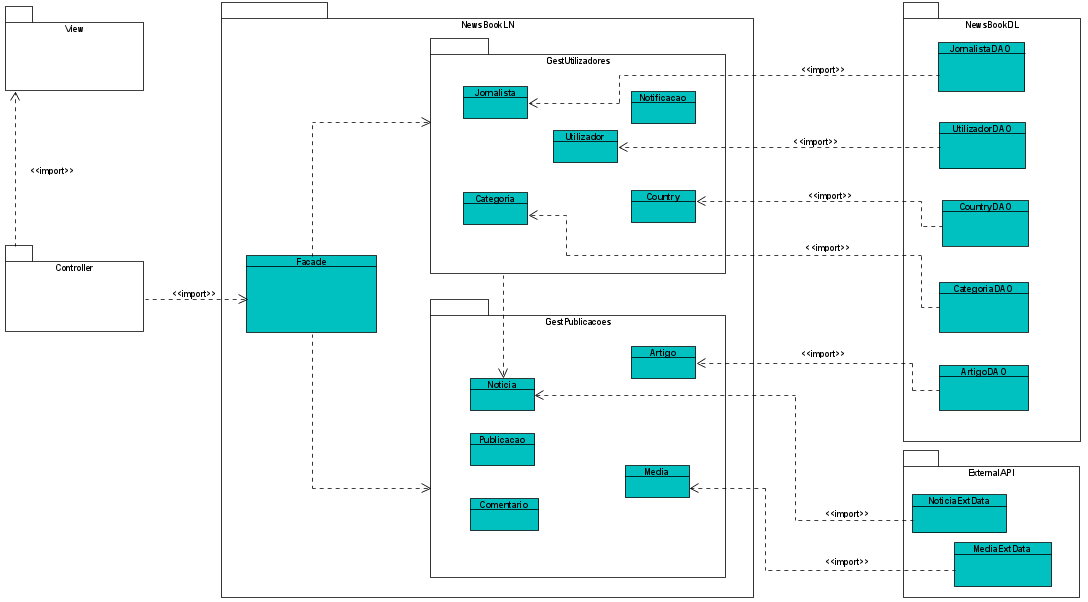 View
<<import>>
Controller
<<import>>
NewsBookLN
Facade
GestUtilizadores
Jornalista
Notificacao
Utilizador
Categoria
Country
GestPublicacoes
Artigo
Noticia
Publicacao
Media
Comentario
<<import>>
<<import>>
<<import>>
<<import>>
<<import>>
<<import>>
<<import>>
NewsBookDL
JornalistaDAO
UtilizadorDAO
CountryDAO
CategoriaDAO
ArtigoDAO
ExternalAPI
NoticiaExtData
MediaExtData